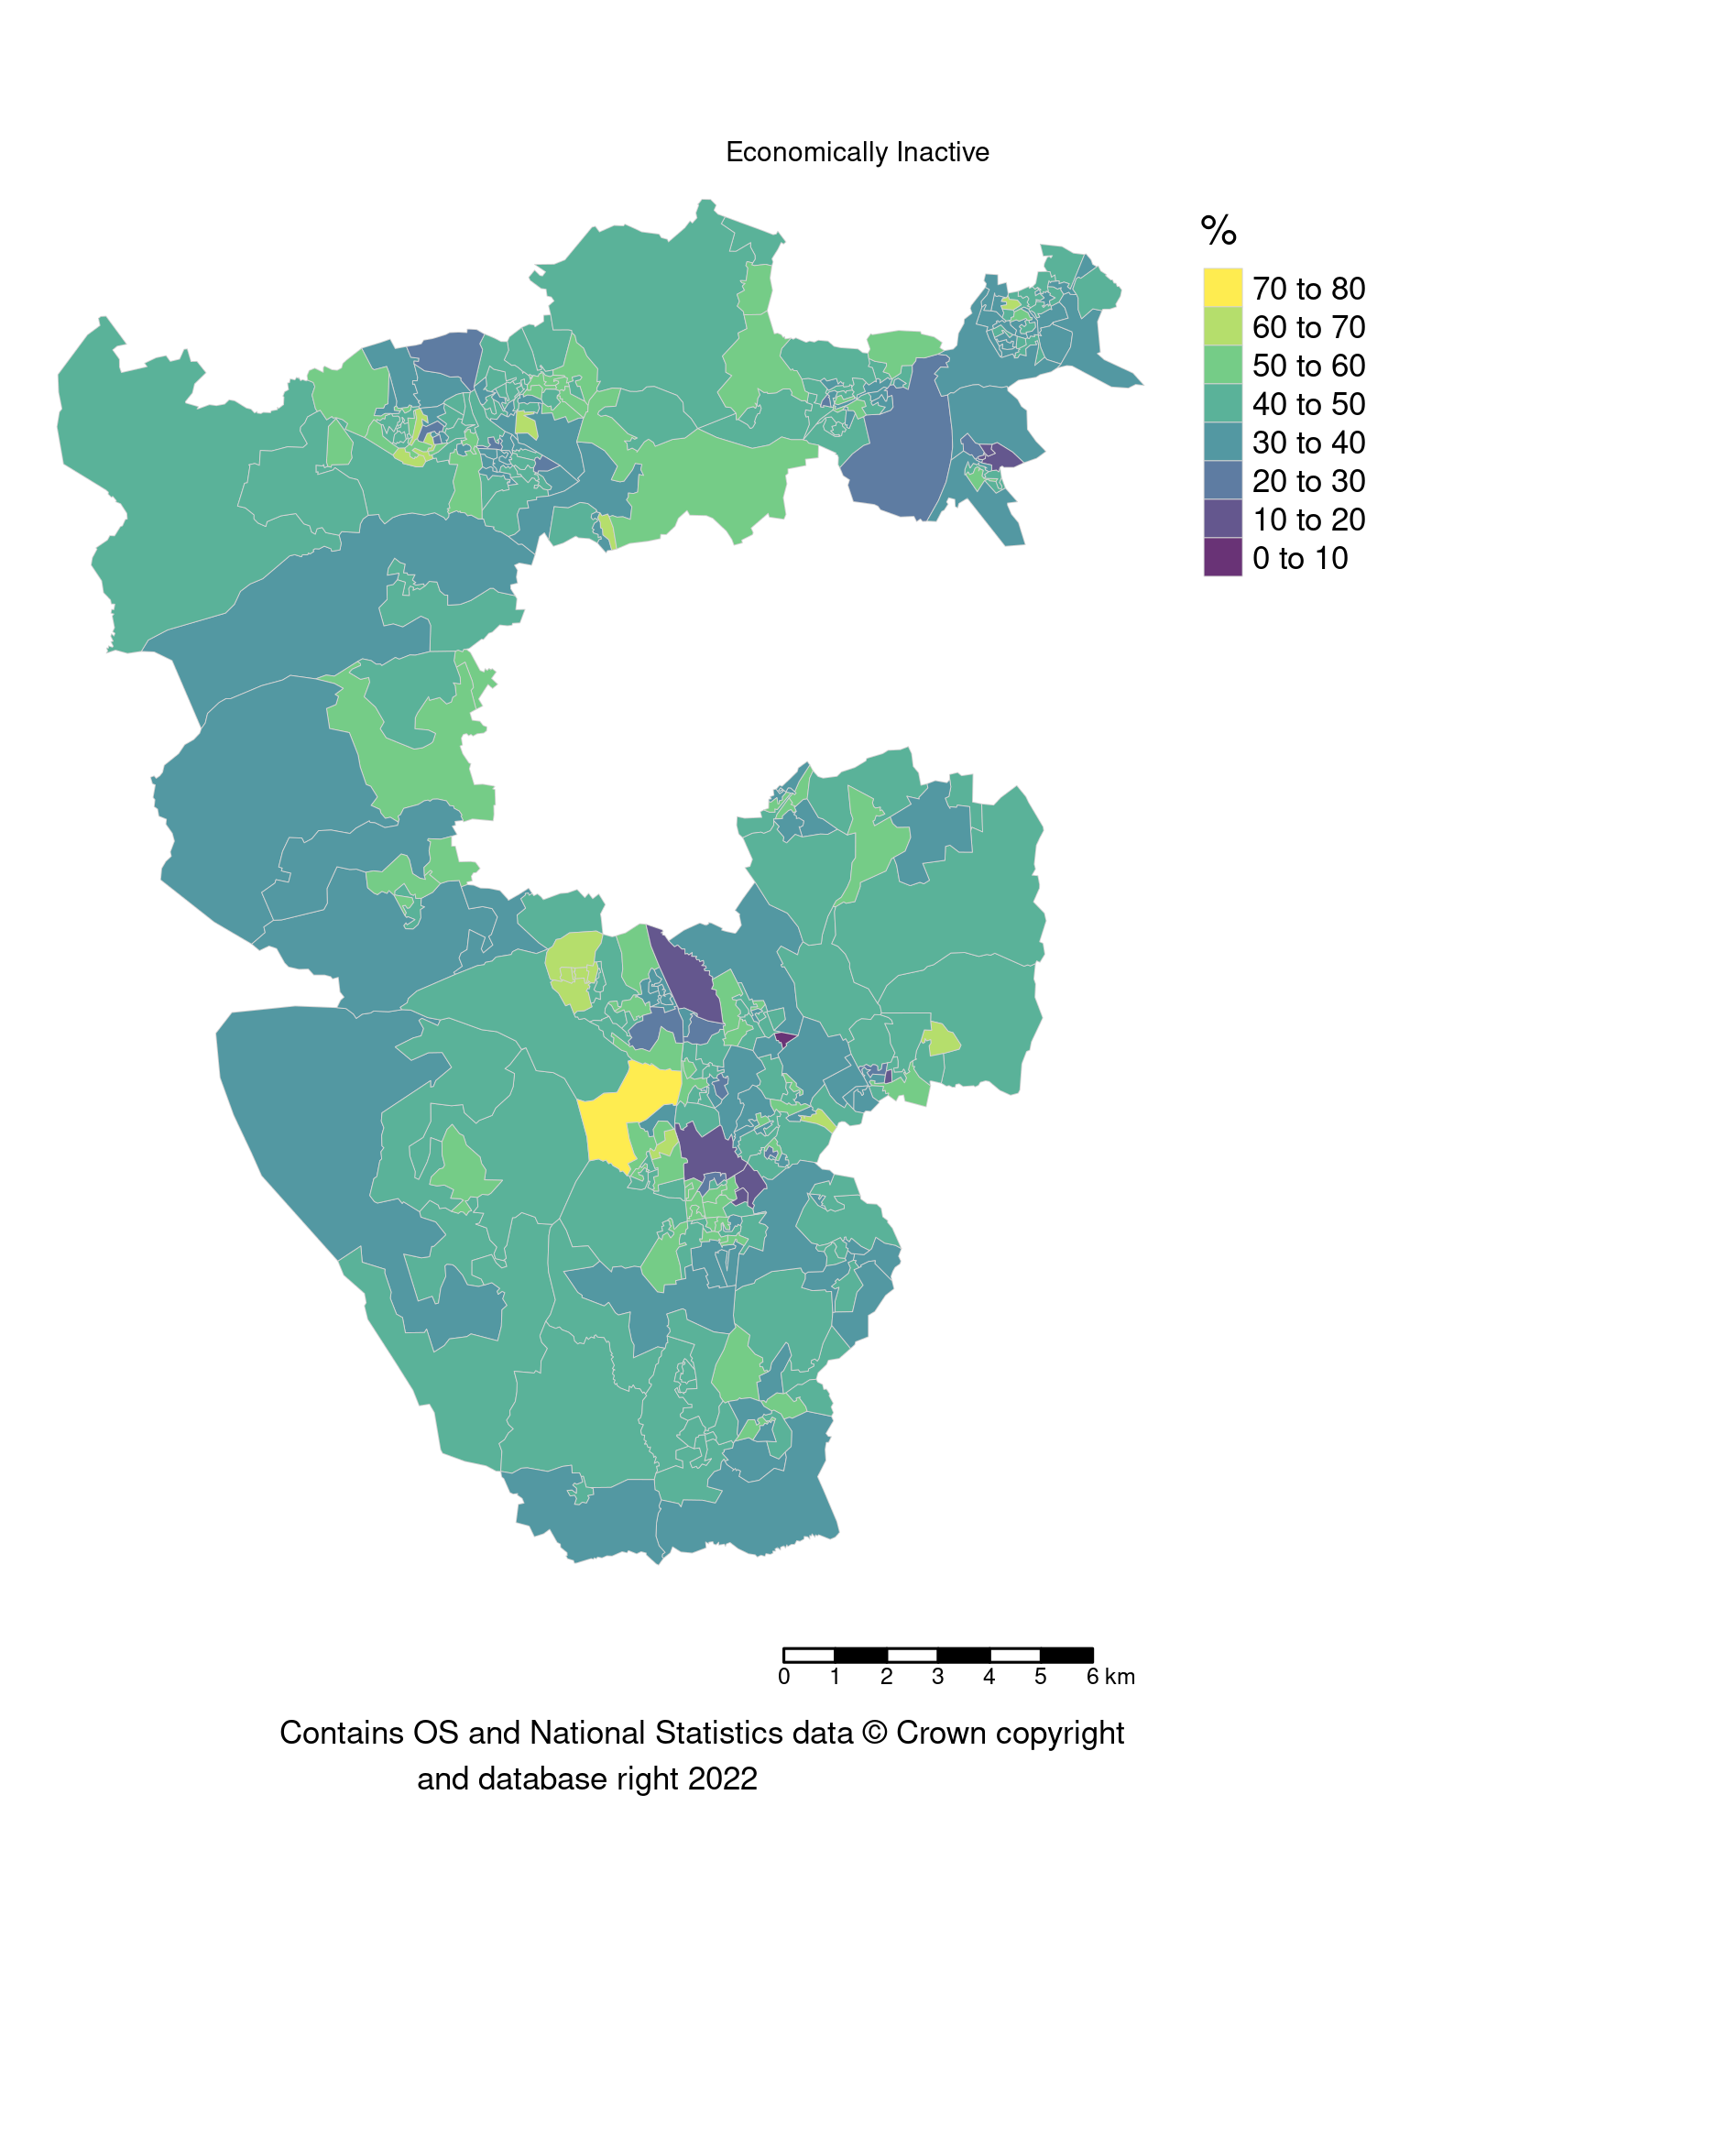 Economically Inactive
%
70 to 80
60 to 70
50 to 60
40 to 50
30 to 40
20 to 30
10 to 20
0 to 10
0 1 2 3 4 5 6 km
Contains OS and National Statistics data © Crown copyright
and database right 2022